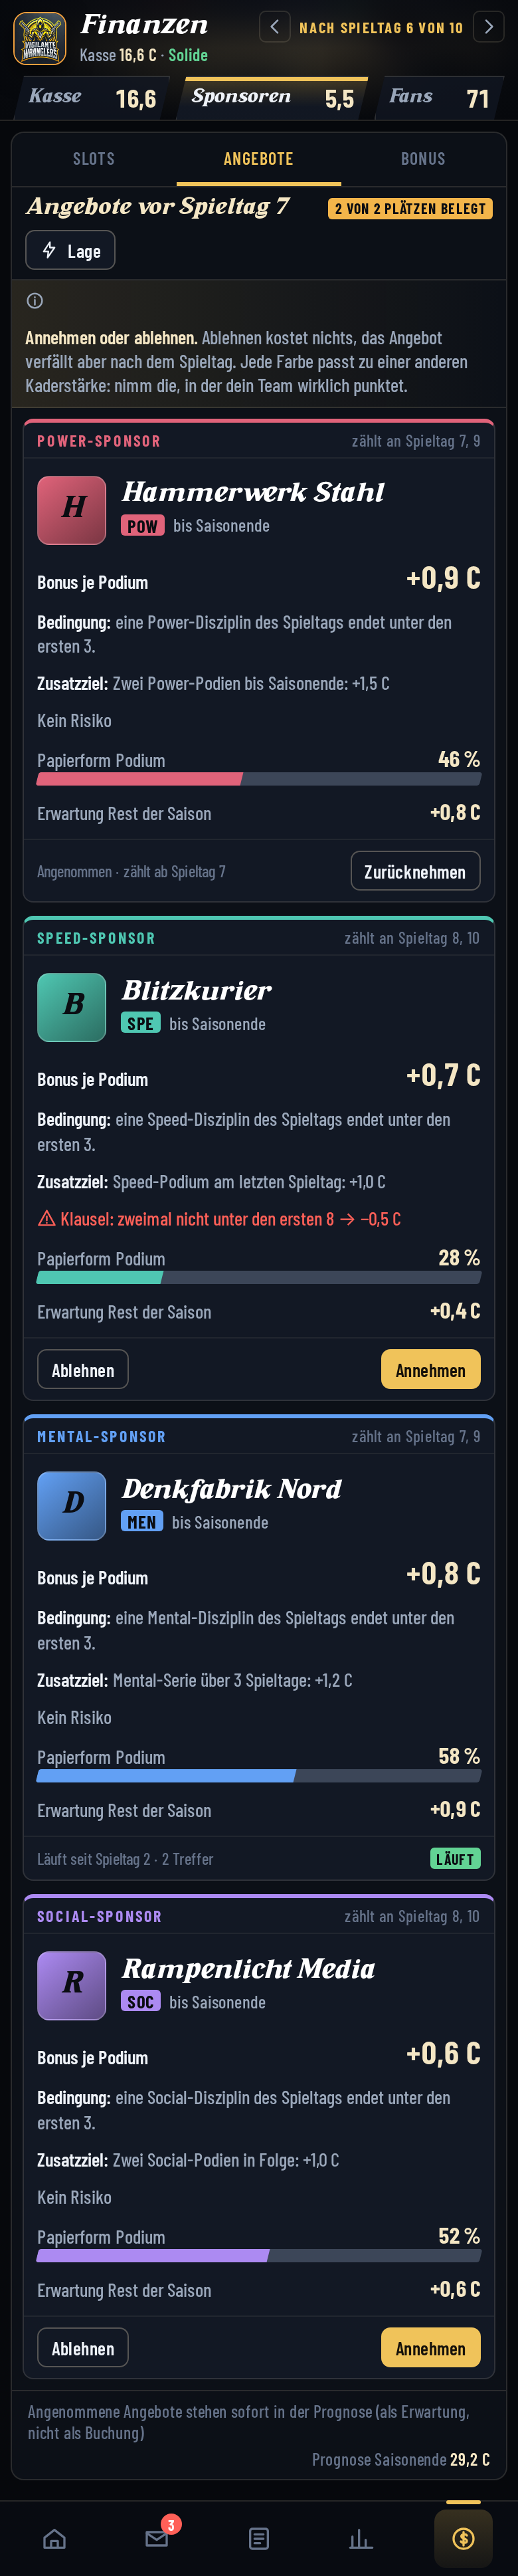 VIGILANTE
WRANGLERS
Finanzen
Kasse 16,6 C · Solide
NACH SPIELTAG 6 VON 10
Kasse 16,6
Sponsoren 5,5
Fans 71
SLOTS
ANGEBOTE
BONUS
Angebote vor Spieltag 7
2 VON 2 PLÄTZEN BELEGT
Lage
Annehmen oder ablehnen. Ablehnen kostet nichts, das Angebot
verfällt aber nach dem Spieltag. Jede Farbe passt zu einer anderen
Kaderstärke: nimm die, in der dein Team wirklich punktet.
POWER-SPONSOR
zählt an Spieltag 7, 9
H
Hammerwerk Stahl
POW bis Saisonende
Bonus je Podium +0,9 C
Bedingung: eine Power-Disziplin des Spieltags endet unter den
ersten 3.
Zusatzziel: Zwei Power-Podien bis Saisonende: +1,5 C
Kein Risiko
Papierform Podium 46 %
Erwartung Rest der Saison +0,8 C
Angenommen · zählt ab Spieltag 7
Zurücknehmen
SPEED-SPONSOR
zählt an Spieltag 8, 10
B
Blitzkurier
SPE bis Saisonende
Bonus je Podium +0,7 C
Bedingung: eine Speed-Disziplin des Spieltags endet unter den
ersten 3.
Zusatzziel: Speed-Podium am letzten Spieltag: +1,0 C
Klausel: zweimal nicht unter den ersten 8 → −0,5 C
Papierform Podium 28 %
Erwartung Rest der Saison +0,4 C
Ablehnen
Annehmen
MENTAL-SPONSOR
zählt an Spieltag 7, 9
D
Denkfabrik Nord
MEN bis Saisonende
Bonus je Podium +0,8 C
Bedingung: eine Mental-Disziplin des Spieltags endet unter den
ersten 3.
Zusatzziel: Mental-Serie über 3 Spieltage: +1,2 C
Kein Risiko
Papierform Podium 58 %
Erwartung Rest der Saison +0,9 C
Läuft seit Spieltag 2 · 2 Treffer
LÄUFT
SOCIAL-SPONSOR
zählt an Spieltag 8, 10
R
Rampenlicht Media
SOC bis Saisonende
Bonus je Podium +0,6 C
Bedingung: eine Social-Disziplin des Spieltags endet unter den
ersten 3.
Zusatzziel: Zwei Social-Podien in Folge: +1,0 C
Kein Risiko
Papierform Podium 52 %
Erwartung Rest der Saison +0,6 C
Ablehnen
Annehmen
Angenommene Angebote stehen sofort in der Prognose (als Erwartung,
nicht als Buchung)
Prognose Saisonende 29,2 C
3